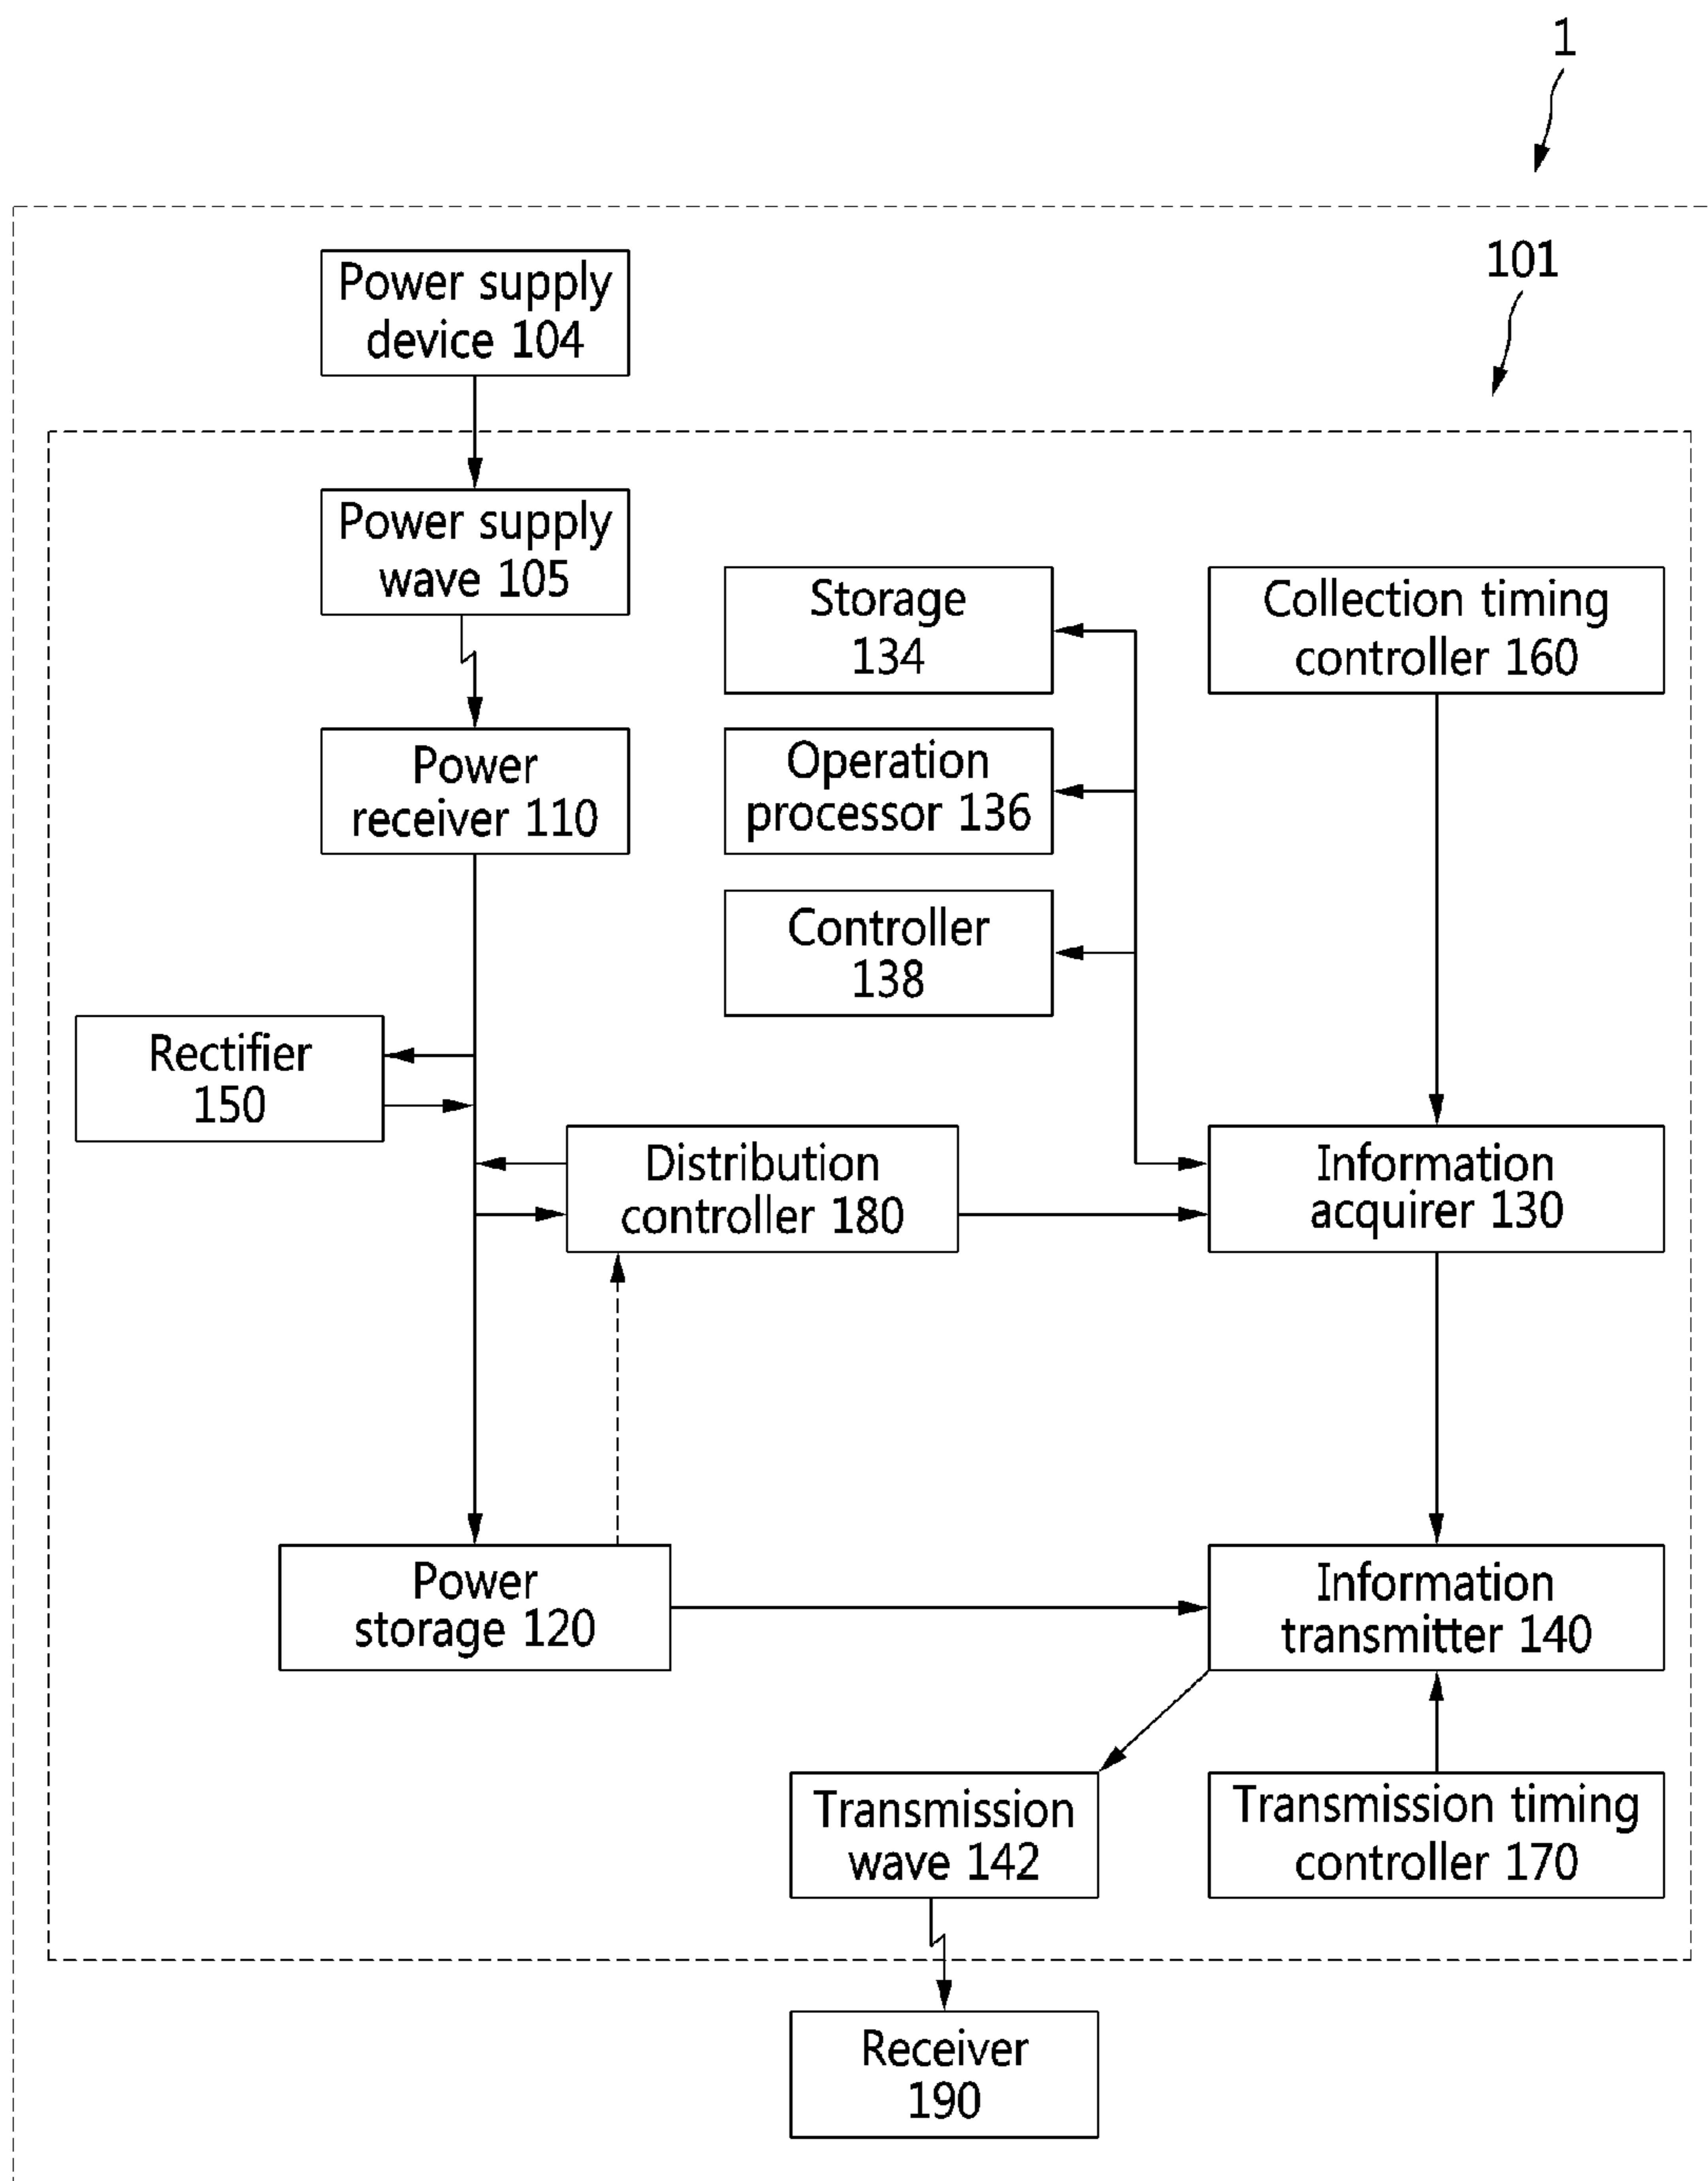 1
101
Power supply
device 104
Power supply
wave 105
Storage
134
Collection timing
controller 160
Power
receiver 110
Operation
processor 136
Controller
138
Rectifier
150
Distribution
controller 180
Information
acquirer 130
Power
storage 120
Information
transmitter 140
Transmission
wave 142
Transmission timing
controller 170
Receiver
190